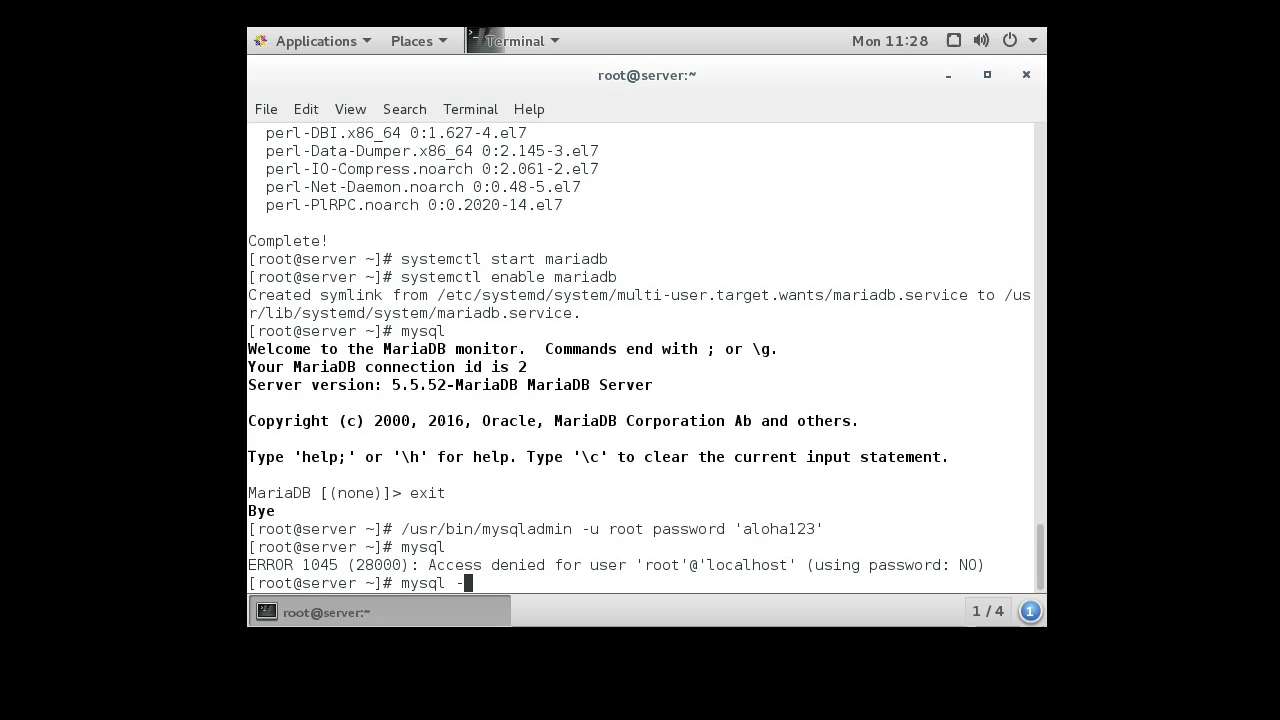 Applications Places Terminal Mon 11:28
root@server:~
File Edit View Search Terminal Help
perl-DBI.x86_64 0:1.627-4.el7
perl-Data-Dumper.x86_64 0:2.145-3.el7
perl-IO-Compress.noarch 0:2.061-2.el7
perl-Net-Daemon.noarch 0:0.48-5.el7
perl-PlRPC.noarch 0:0.2020-14.el7
Complete!
[root@server ~]# systemctl start mariadb
[root@server ~]# systemctl enable mariadb
Created symlink from /etc/systemd/system/multi-user.target.wants/mariadb.service to /us
r/lib/systemd/system/mariadb.service.
[root@server ~]# mysql
Welcome to the MariaDB monitor.  Commands end with ; or \g.
Your MariaDB connection id is 2
Server version: 5.5.52-MariaDB MariaDB Server
Copyright (c) 2000, 2016, Oracle, MariaDB Corporation Ab and others.
Type 'help;' or '\h' for help. Type '\c' to clear the current input statement.
MariaDB [(none)]> exit
Bye
[root@server ~]# /usr/bin/mysqladmin -u root password 'aloha123'
[root@server ~]# mysql
ERROR 1045 (28000): Access denied for user 'root'@'localhost' (using password: NO)
[root@server ~]# mysql -
root@server:~ 1 / 4 1